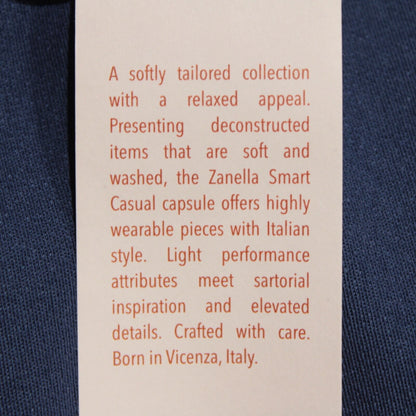 A softly tailored collection
with a relaxed appeal.
Presenting deconstructed
items that are soft and
washed, the Zanella Smart
Casual capsule offers highly
wearable pieces with Italian
style. Light performance
attributes meet sartorial
inspiration and elevated
details. Crafted with care.
Born in Vicenza, Italy.